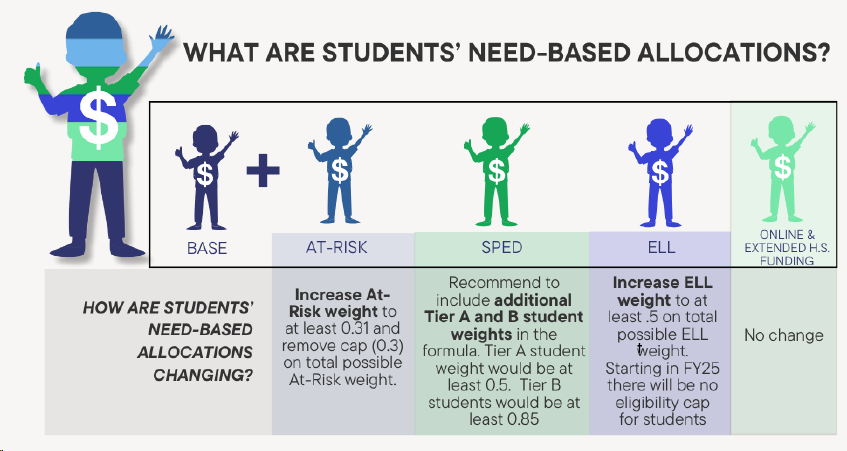 WHAT ARE STUDENTS' NEED-BASED ALLOCATIONS?
$
$
+
$
$
$
$
BASE
AT-RISK
SPED
ELL
ONLINE &
EXTENDED H.S.
FUNDING
HOW ARE STUDENTS'
NEED-BASED
ALLOCATIONS
CHANGING?
Increase At-
Risk weight to
at least 0.31 and
remove cap (0.3)
on total possible
At-Risk weight.
Recommend to
include additional
Tier A and B student
weights in the
formula. Tier A student
weight would be at
least 0.5. Tier B
students would be at
least 0.85
Increase ELL
weight to at
least .5 on total
possible ELL
weight.
Starting in FY25
there will be no
eligibility cap
for students
No change